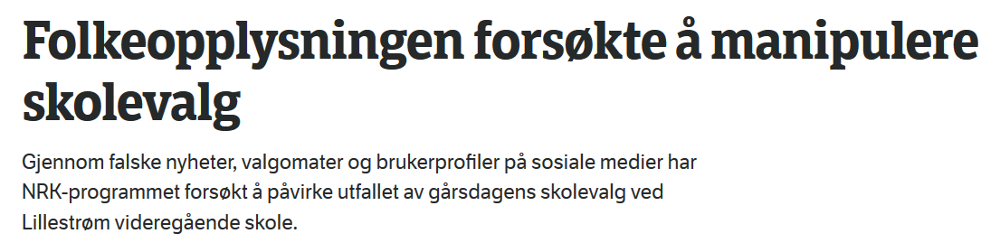 Folkeopplysningen forsøkte å manipulere
skolevalg
Gjennom falske nyheter, valgomater og brukerprofiler på sosiale medier har
NRK-programmet forsøkt å påvirke utfallet av gårsdagens skolevalg ved
Lillestrøm videregående skole.